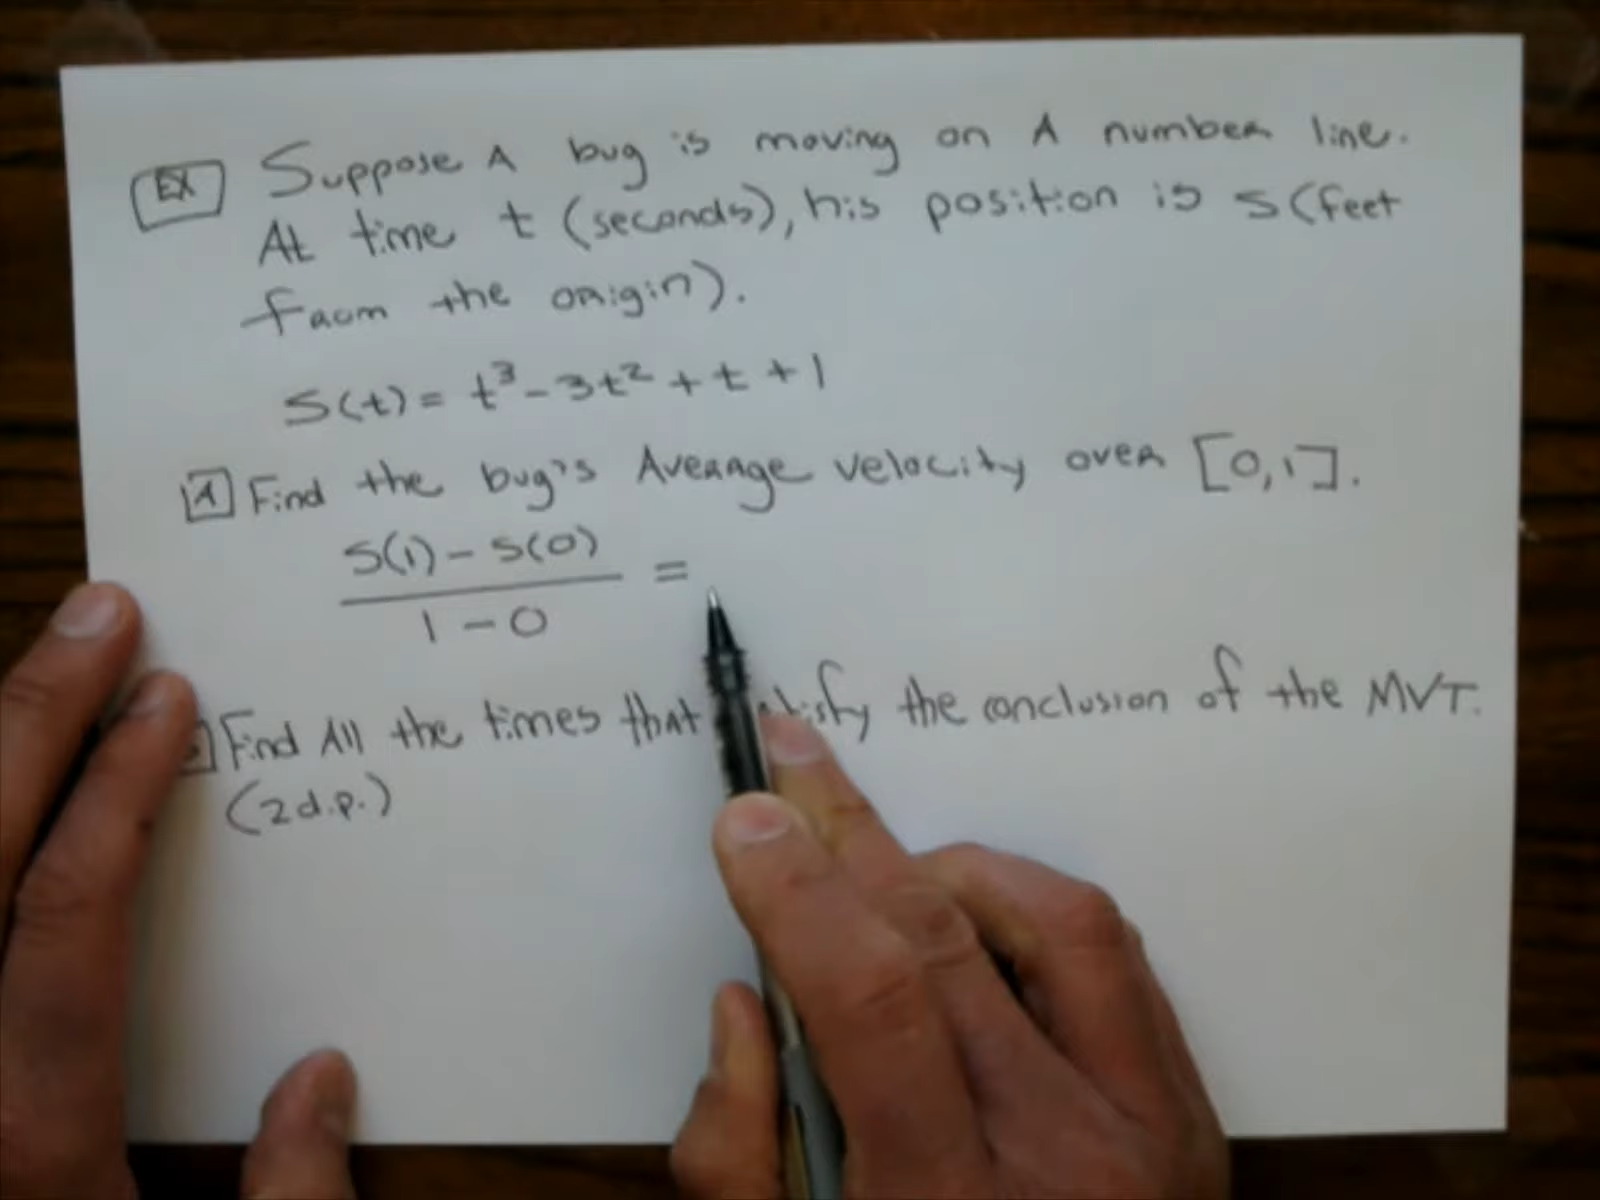 EX Suppose A bug is moving on A number line.
At time t (seconds), his position is s (feet
from the origin).
s(t) = t³ - 3t² + t + 1
A Find the bug's Average velocity over [0,1].
s(1) - s(0)
1 - 0
=
Find All the times that the conclusion of the MVT.
(2 d.p.)